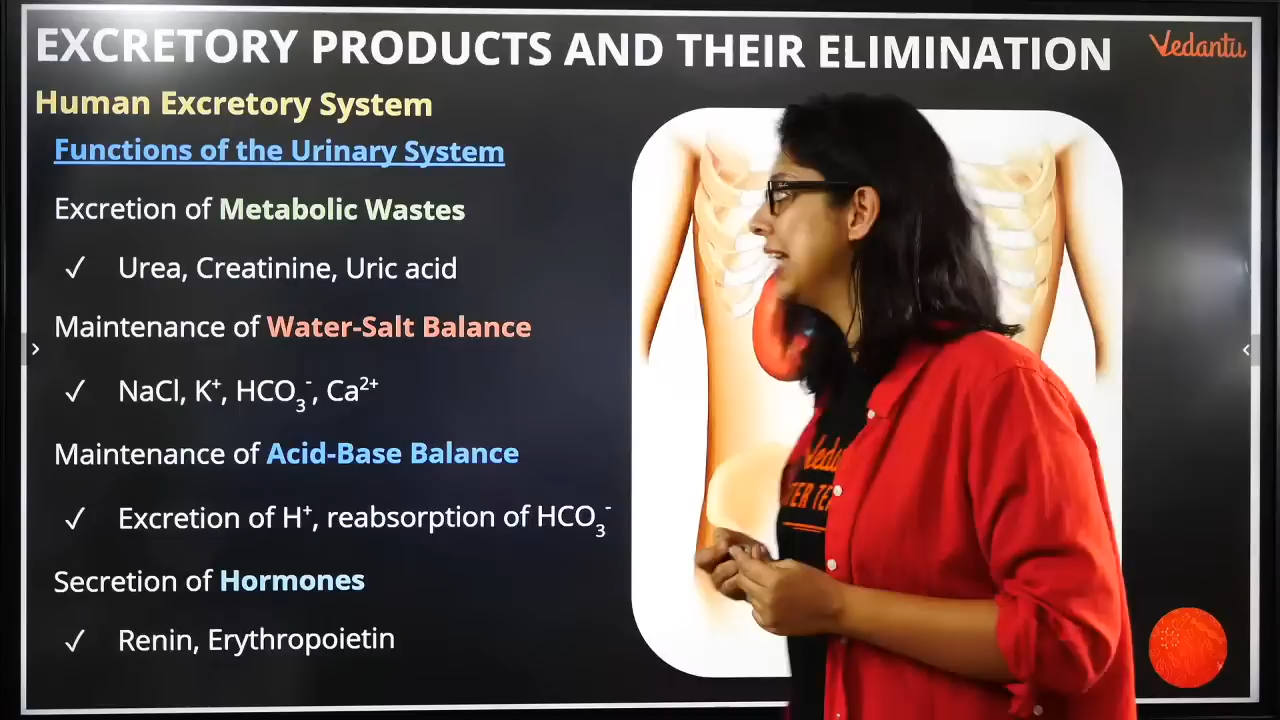 EXCRETORY PRODUCTS AND THEIR ELIMINATION
Vedantu
Human Excretory System
Functions of the Urinary System
Excretion of Metabolic Wastes
✓ Urea, Creatinine, Uric acid
Maintenance of Water-Salt Balance
✓ NaCl, K⁺, HCO₃⁻, Ca²⁺
Maintenance of Acid-Base Balance
✓ Excretion of H⁺, reabsorption of HCO₃⁻
Secretion of Hormones
✓ Renin, Erythropoietin